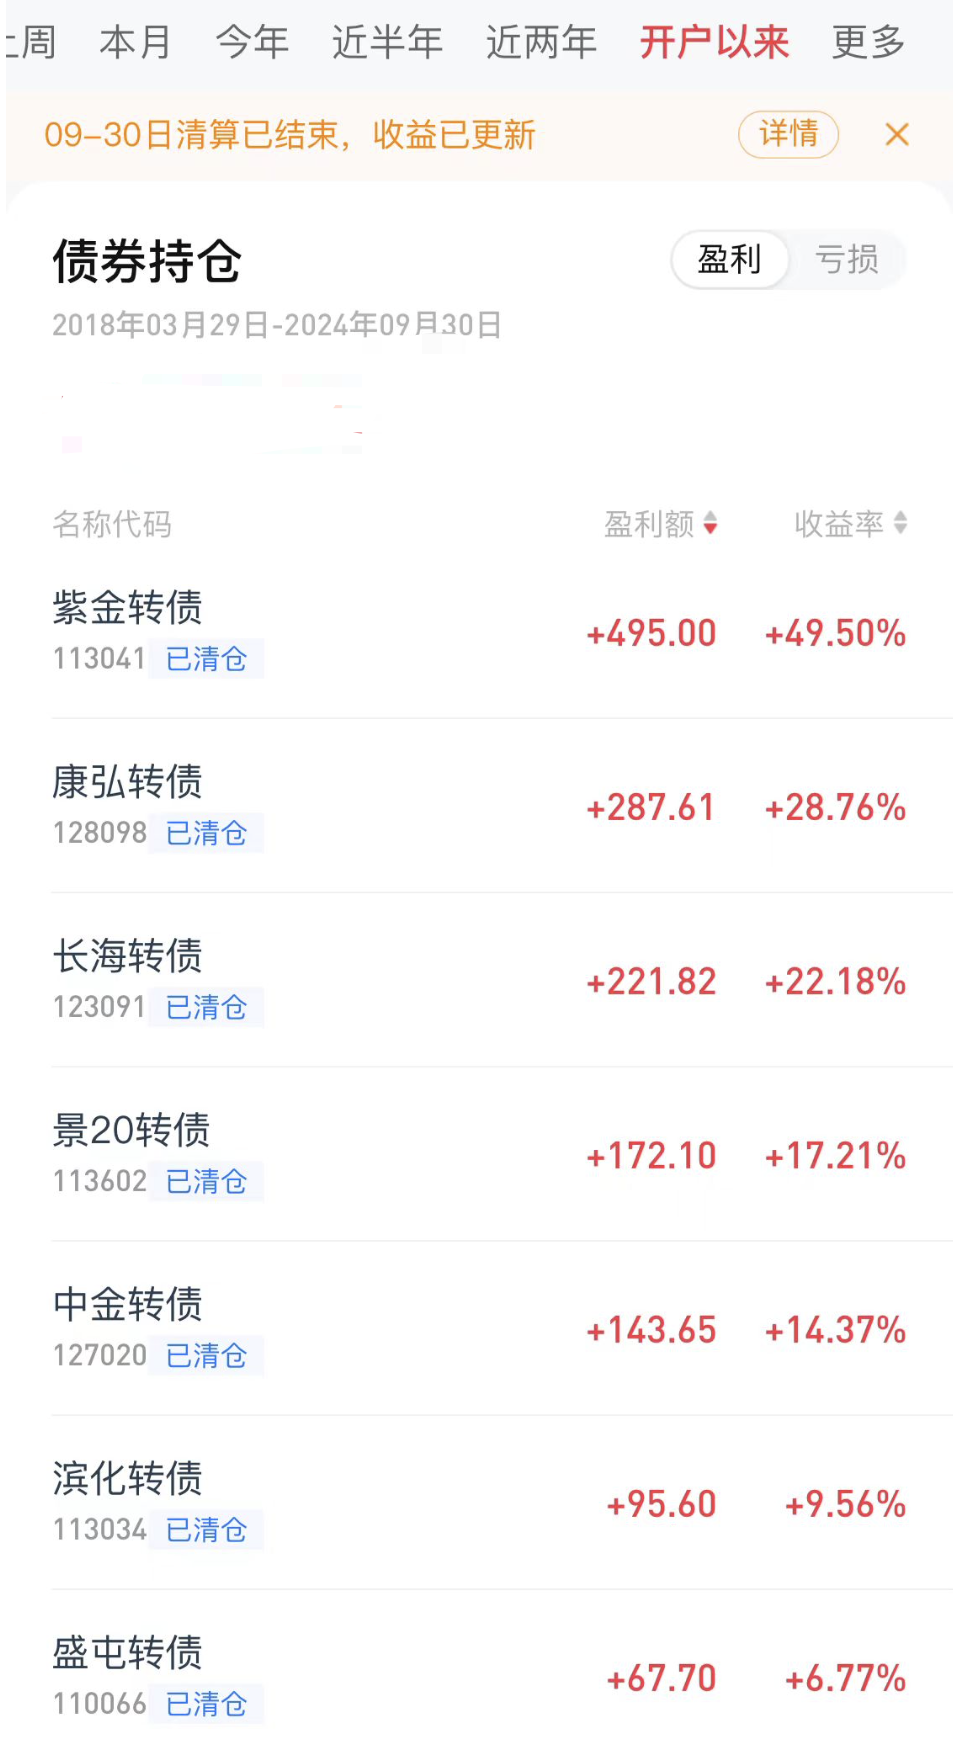 上周 本月 今年 近半年 近两年 开户以来 更多
09-30日清算已结束，收益已更新 详情
债券持仓 盈利 亏损
2018年03月29日-2024年09月30日
名称代码 盈利额 收益率
紫金转债
113041 已清仓 +495.00 +49.50%
康弘转债
128098 已清仓 +287.61 +28.76%
长海转债
123091 已清仓 +221.82 +22.18%
景20转债
113602 已清仓 +172.10 +17.21%
中金转债
127020 已清仓 +143.65 +14.37%
滨化转债
113034 已清仓 +95.60 +9.56%
盛屯转债
110066 已清仓 +67.70 +6.77%